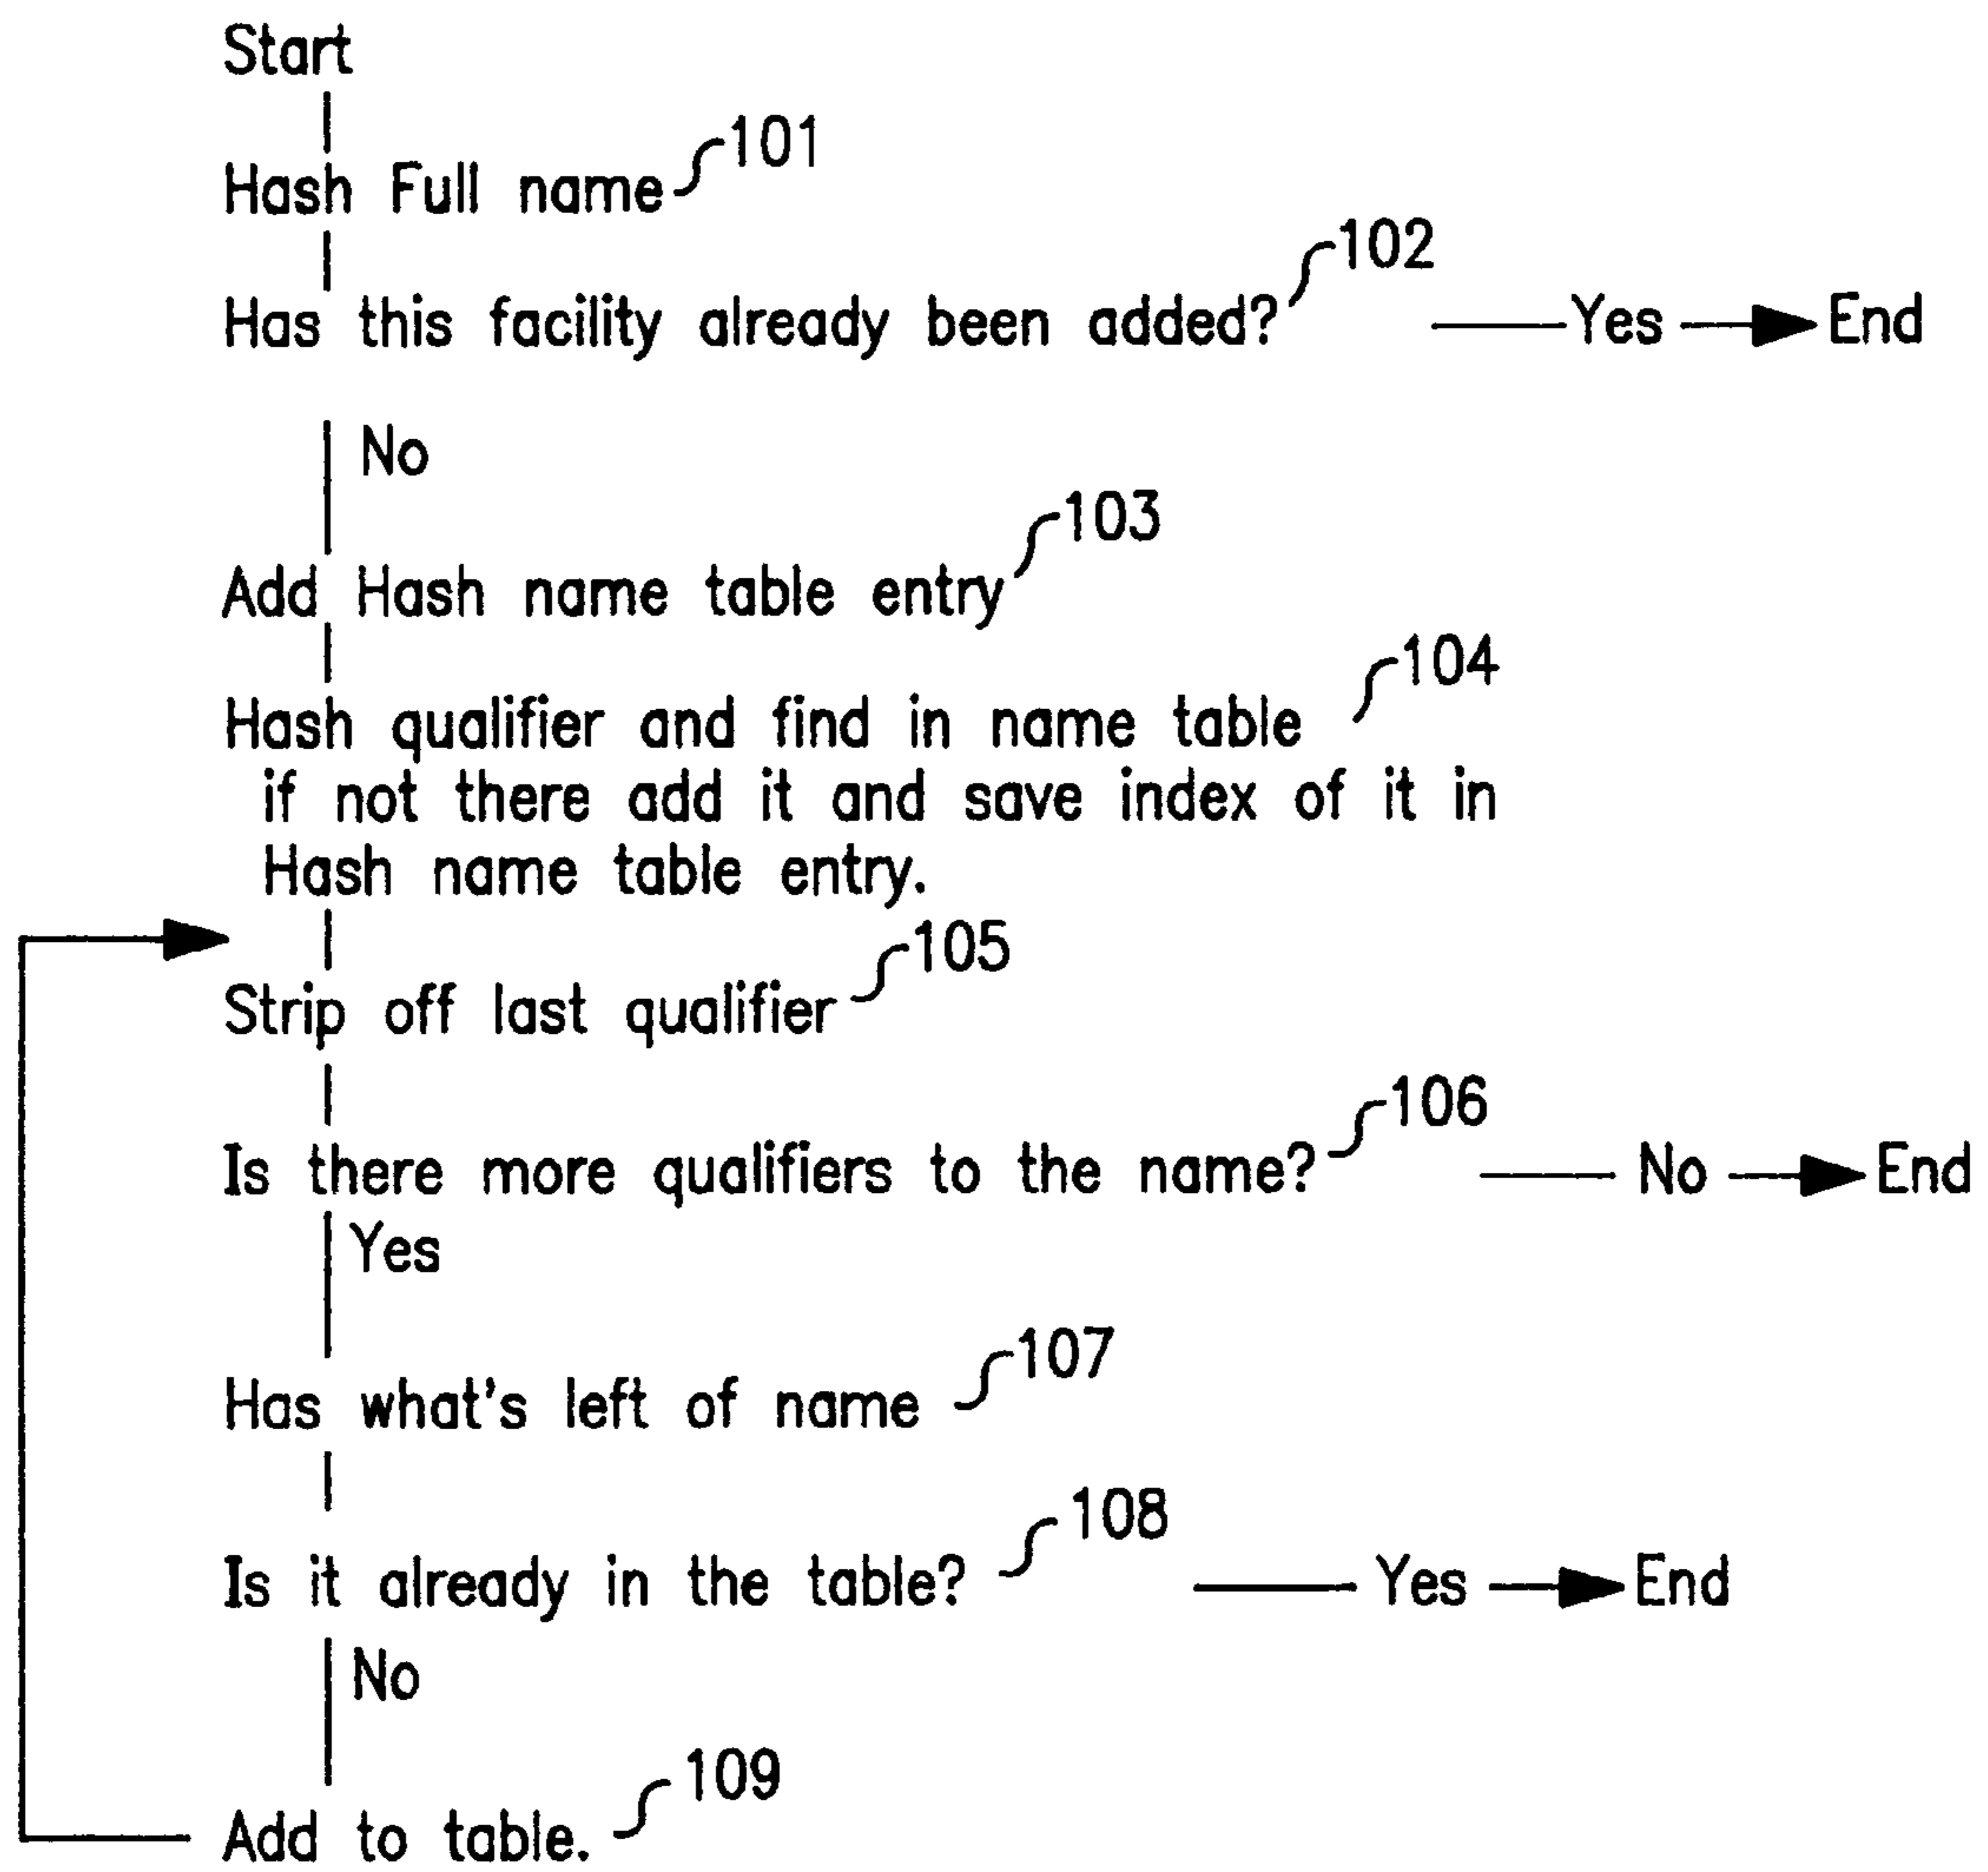 Start
Hash Full name 101
Has this facility already been added? 102 Yes End
No
Add Hash name table entry 103
Hash qualifier and find in name table 104
if not there add it and save index of it in
Hash name table entry.
Strip off last qualifier 105
Is there more qualifiers to the name? 106 No End
Yes
Has what's left of name 107
Is it already in the table? 108 Yes End
No
Add to table. 109